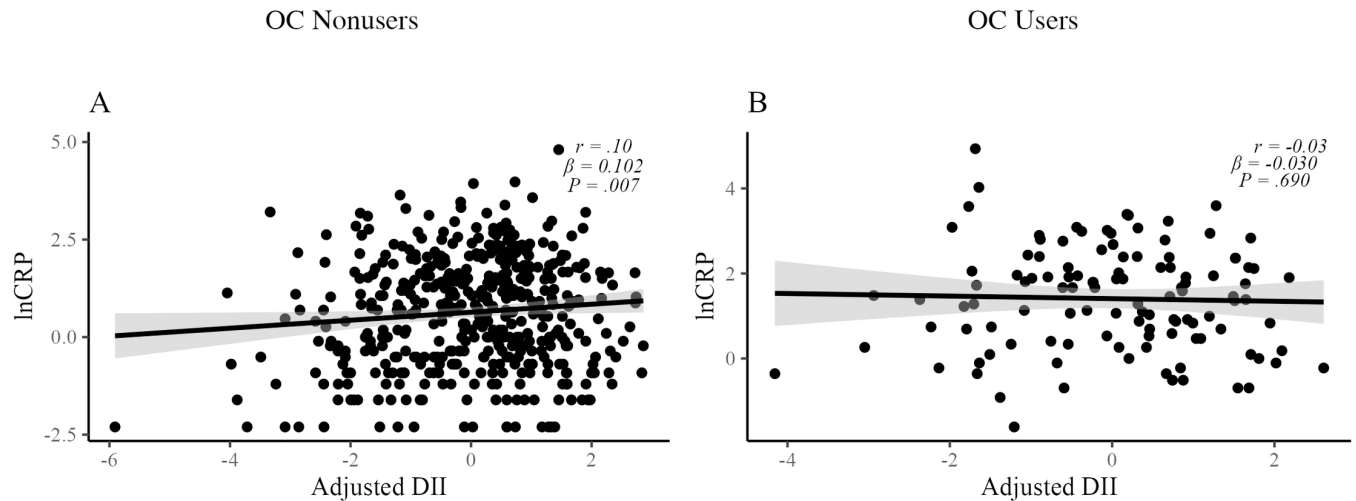 OC Nonusers
OC Users
A
B
r = .10
β = 0.102
P = .007
r = -0.03
β = -0.030
P = .690
lnCRP
5.0
2.5
0.0
-2.5
-6
-4
-2
0
2
Adjusted DII
lnCRP
4
2
0
-4
-2
0
2
Adjusted DII